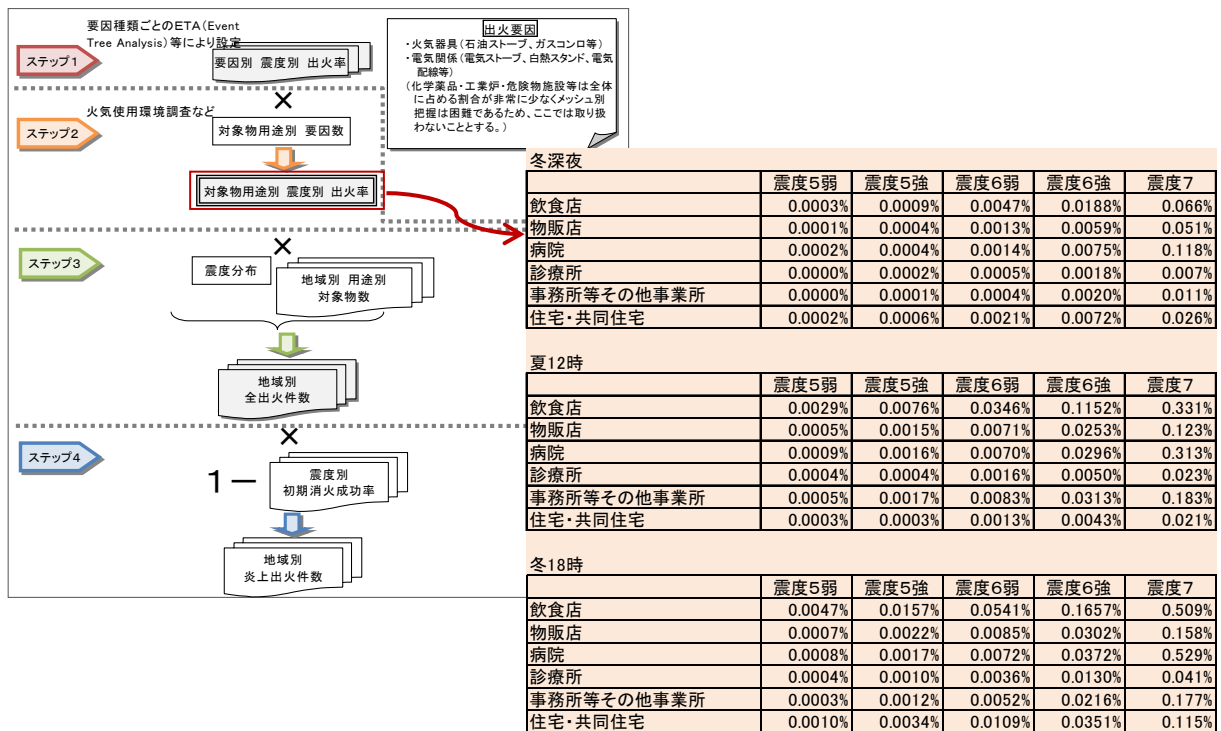 要因種類ごとのETA(Event
Tree Analysis)等により設定
ステップ1
要因別 震度別 出火率
出火要因
・火気器具(石油ストーブ、ガスコンロ等)
・電気関係(電気ストーブ、白熱スタンド、電気
配線等)
(化学薬品・工業炉・危険物施設等は全体
に占める割合が非常に少なくメッシュ別
把握は困難であるため、ここでは取り扱
わないこととする。)
×
火気使用環境調査など
ステップ2
対象物用途別 要因数
対象物用途別 震度別 出火率
×
ステップ3
震度分布
地域別 用途別
対象物数
地域別
全出火件数
×
ステップ4
1-
震度別
初期消火成功率
地域別
炎上出火件数
冬深夜
震度5弱 震度5強 震度6弱 震度6強 震度7
飲食店 0.0003% 0.0009% 0.0047% 0.0188% 0.066%
物販店 0.0001% 0.0004% 0.0013% 0.0059% 0.051%
病院 0.0002% 0.0004% 0.0014% 0.0075% 0.118%
診療所 0.0000% 0.0002% 0.0005% 0.0018% 0.007%
事務所等その他事業所 0.0000% 0.0001% 0.0004% 0.0020% 0.011%
住宅・共同住宅 0.0002% 0.0006% 0.0021% 0.0072% 0.026%
夏12時
震度5弱 震度5強 震度6弱 震度6強 震度7
飲食店 0.0029% 0.0076% 0.0346% 0.1152% 0.331%
物販店 0.0005% 0.0015% 0.0071% 0.0253% 0.123%
病院 0.0009% 0.0016% 0.0070% 0.0296% 0.313%
診療所 0.0004% 0.0004% 0.0016% 0.0050% 0.023%
事務所等その他事業所 0.0005% 0.0017% 0.0083% 0.0313% 0.183%
住宅・共同住宅 0.0003% 0.0003% 0.0013% 0.0043% 0.021%
冬18時
震度5弱 震度5強 震度6弱 震度6強 震度7
飲食店 0.0047% 0.0157% 0.0541% 0.1657% 0.509%
物販店 0.0007% 0.0022% 0.0085% 0.0302% 0.158%
病院 0.0008% 0.0017% 0.0072% 0.0372% 0.529%
診療所 0.0004% 0.0010% 0.0036% 0.0130% 0.041%
事務所等その他事業所 0.0003% 0.0012% 0.0052% 0.0216% 0.177%
住宅・共同住宅 0.0010% 0.0034% 0.0109% 0.0351% 0.115%